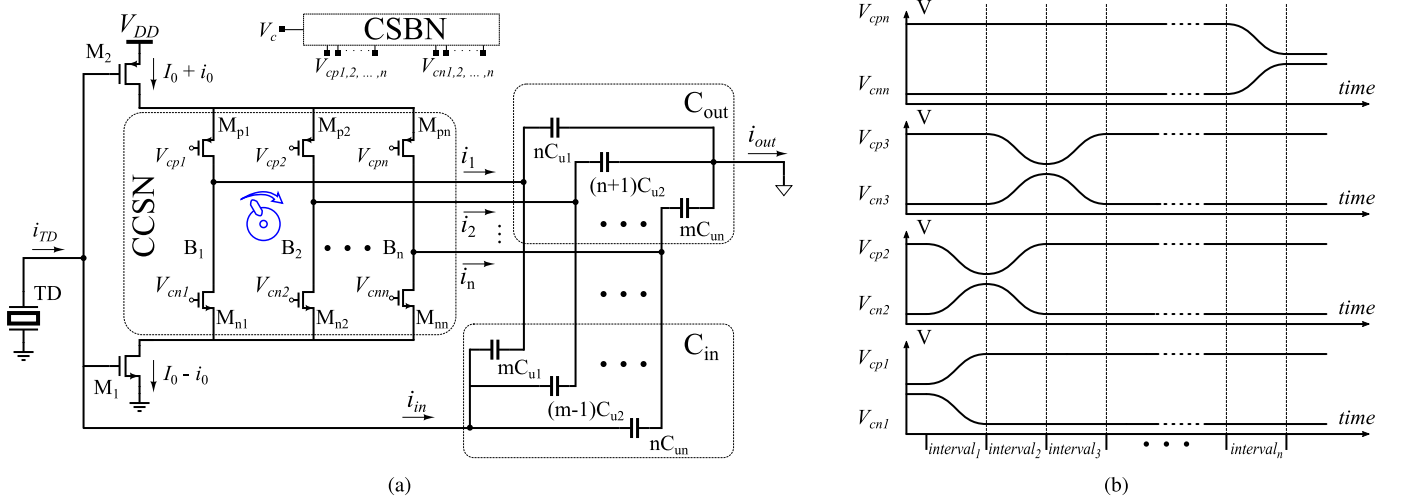 V_DD
M_2
I_0 + i_0
V_c
CSBN
V_cp1,2, ... ,n
V_cn1,2, ... ,n
M_p1
M_p2
M_pn
V_cp1
V_cp2
V_cpn
CCSN
B_1
B_2
B_n
V_cn1
V_cn2
V_cnn
M_n1
M_n2
M_nn
i_TD
TD
M_1
I_0 - i_0
i_1
i_2
i_n
i_in
C_out
nC_u1
(n+1)C_u2
mC_un
i_out
C_in
mC_u1
(m-1)C_u2
nC_un
(a)
V
V_cpn
V_cnn
time
V
V_cp3
V_cn3
time
V
V_cp2
V_cn2
time
V
V_cp1
V_cn1
time
interval_1
interval_2
interval_3
interval_n
(b)